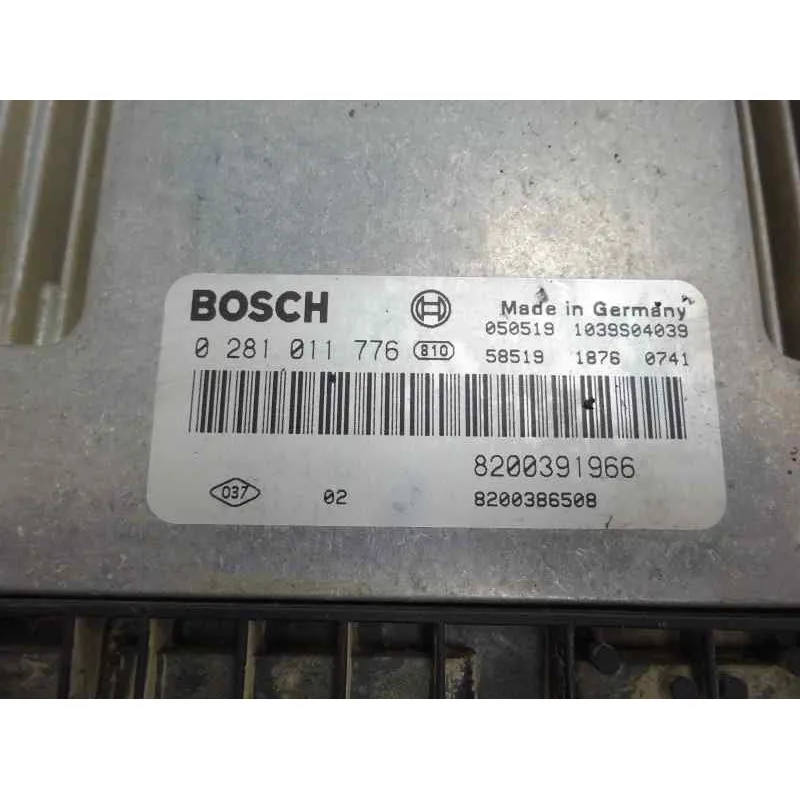 BOSCH
Made in Germany
050519 1039S04039
0 281 011 776 810
58519 1876 0741
8200391966
037 02 8200386508